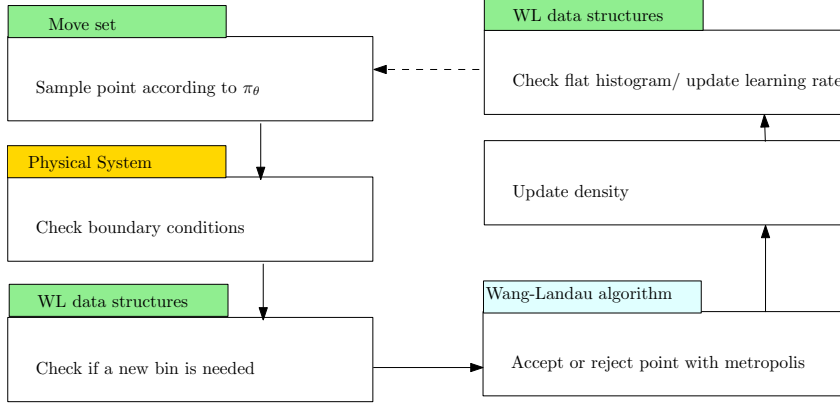 Move set
Sample point according to π_θ
Physical System
Check boundary conditions
WL data structures
Check if a new bin is needed
WL data structures
Check flat histogram/ update learning rate
Update density
Wang-Landau algorithm
Accept or reject point with metropolis